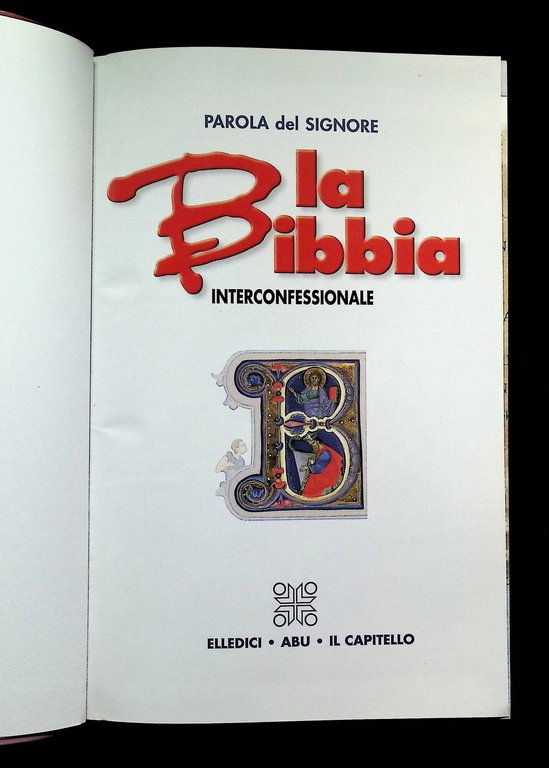 PAROLA del SIGNORE
la
Bibbia
INTERCONFESSIONALE
B
ELLEDICI • ABU • IL CAPITELLO